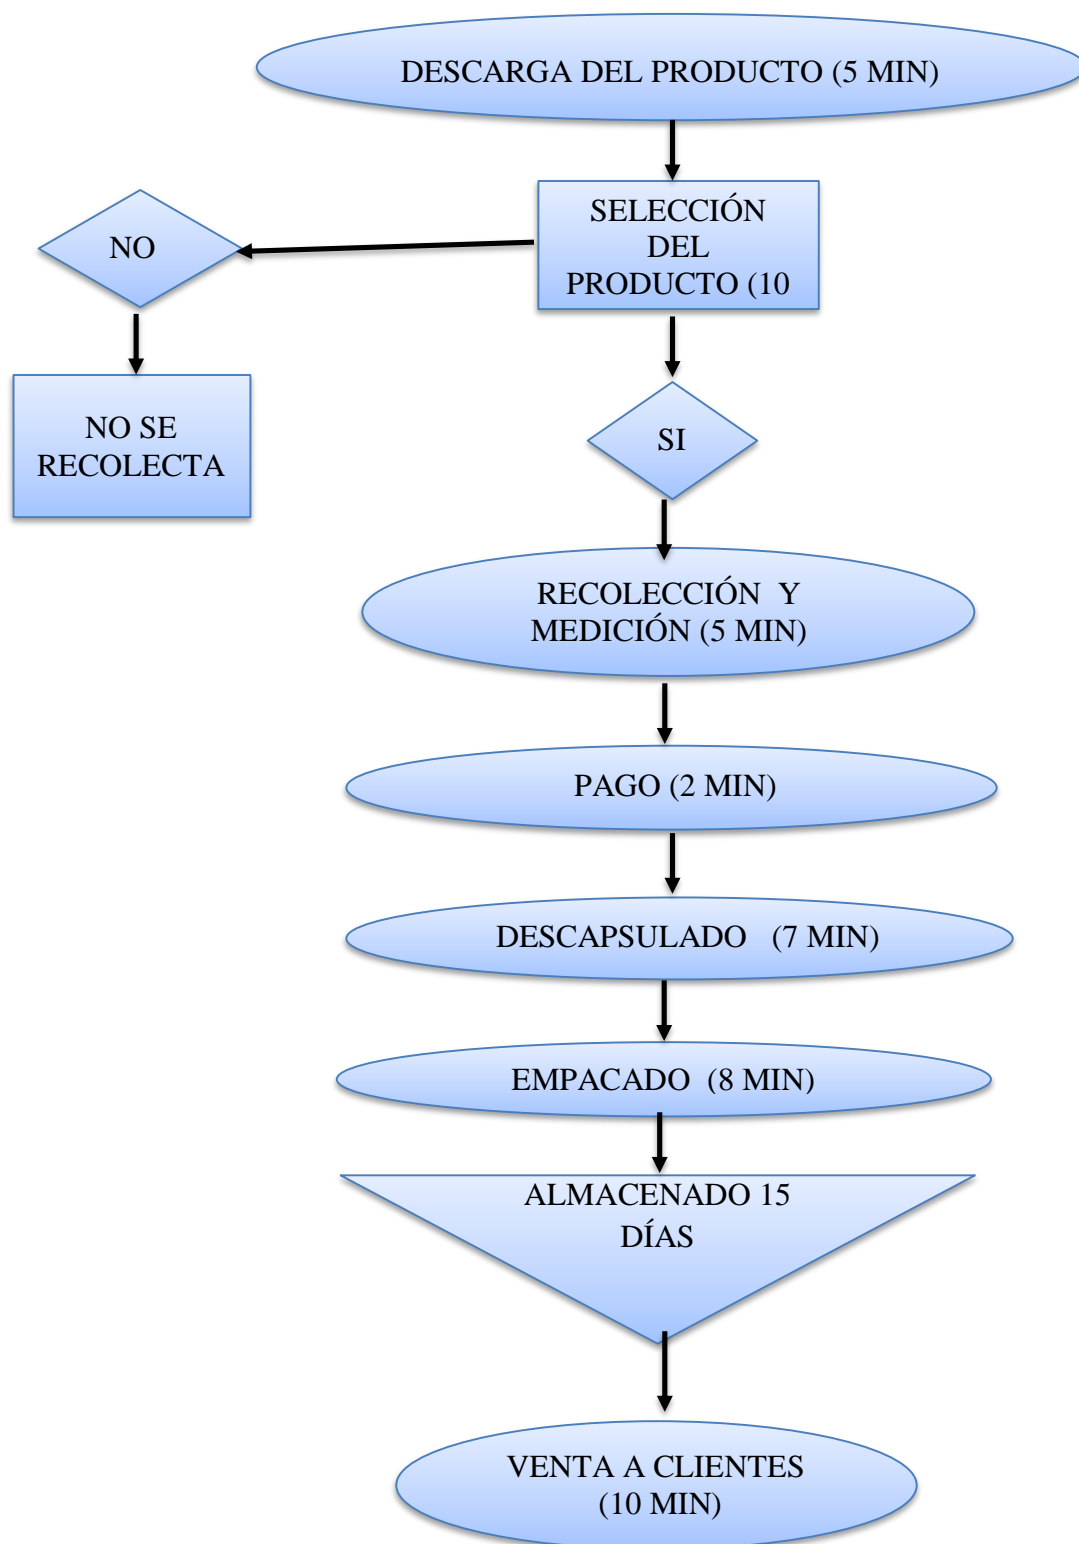 DESCARGA DEL PRODUCTO (5 MIN)
SELECCIÓN
DEL
PRODUCTO (10
NO
NO SE
RECOLECTA
SI
RECOLECCIÓN Y
MEDICIÓN (5 MIN)
PAGO (2 MIN)
DESCAPSULADO (7 MIN)
EMPACADO (8 MIN)
ALMACENADO 15
DÍAS
VENTA A CLIENTES
(10 MIN)